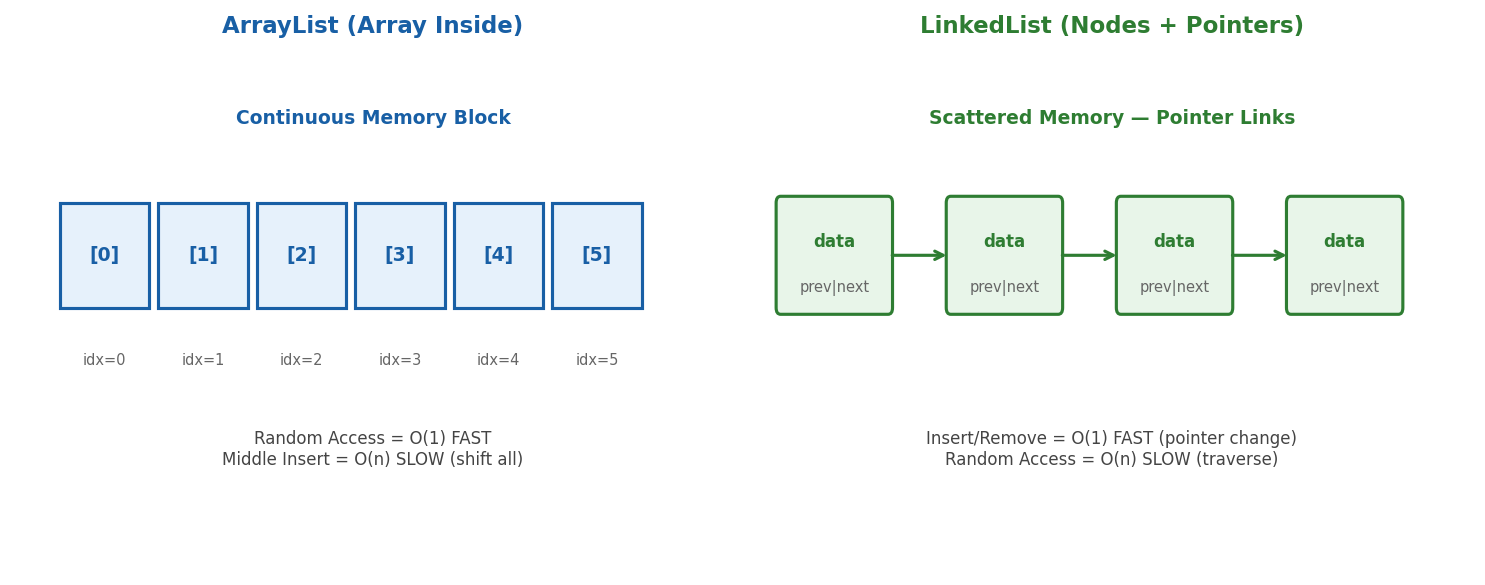 ArrayList (Array Inside)
Continuous Memory Block
[0] [1] [2] [3] [4] [5]
idx=0 idx=1 idx=2 idx=3 idx=4 idx=5
Random Access = O(1) FAST
Middle Insert = O(n) SLOW (shift all)
LinkedList (Nodes + Pointers)
Scattered Memory — Pointer Links
data data data data
prev|next prev|next prev|next prev|next
Insert/Remove = O(1) FAST (pointer change)
Random Access = O(n) SLOW (traverse)